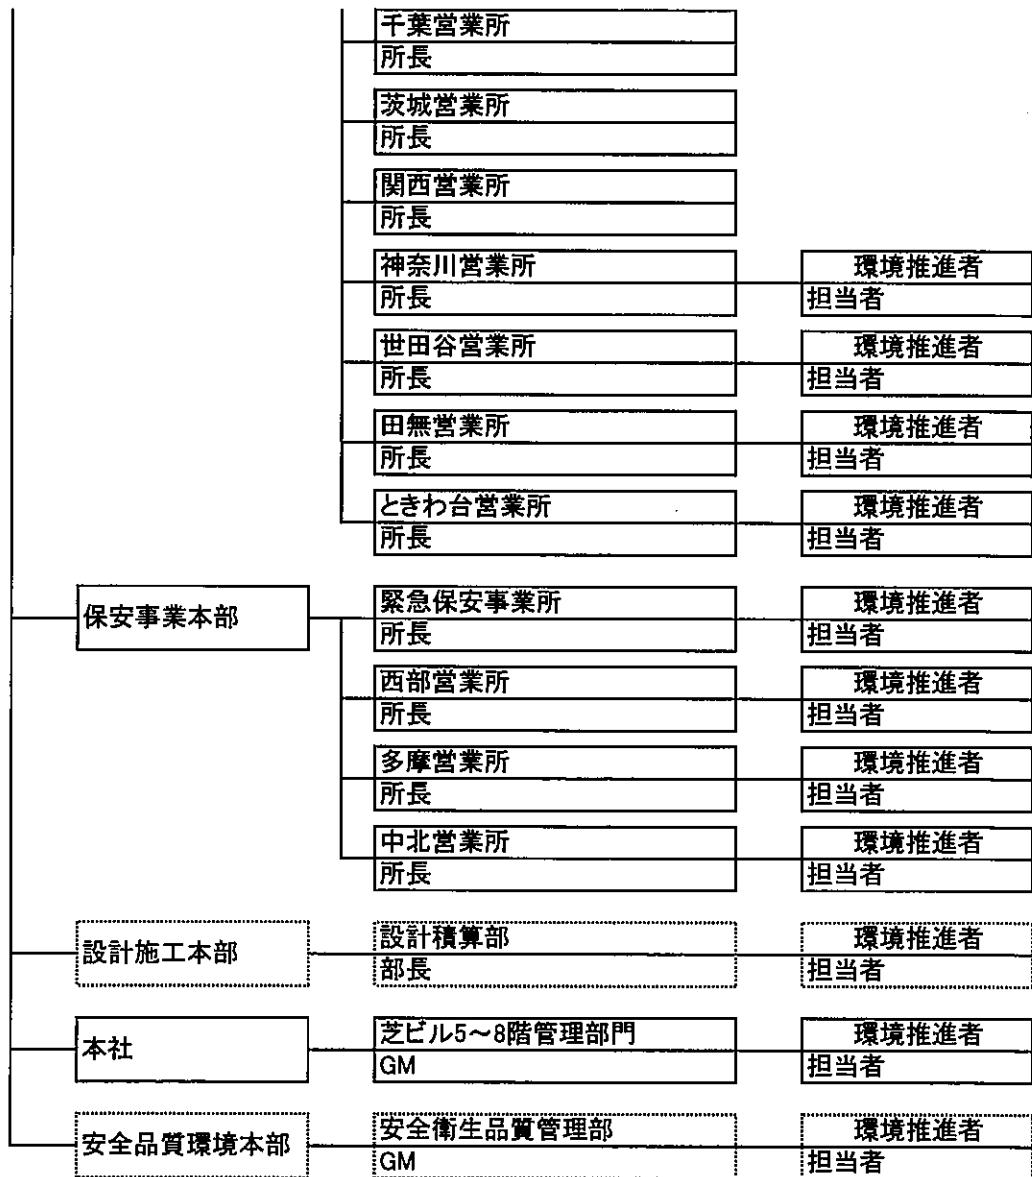 千葉営業所
所長
茨城営業所
所長
関西営業所
所長
神奈川営業所
所長
環境推進者
担当者
世田谷営業所
所長
環境推進者
担当者
田無営業所
所長
環境推進者
担当者
ときわ台営業所
所長
環境推進者
担当者
保安事業本部
緊急保安事業所
所長
環境推進者
担当者
西部営業所
所長
環境推進者
担当者
多摩営業所
所長
環境推進者
担当者
中北営業所
所長
環境推進者
担当者
設計施工本部
設計積算部
部長
環境推進者
担当者
本社
芝ビル5～8階管理部門
GM
環境推進者
担当者
安全品質環境本部
安全衛生品質管理部
GM
環境推進者
担当者